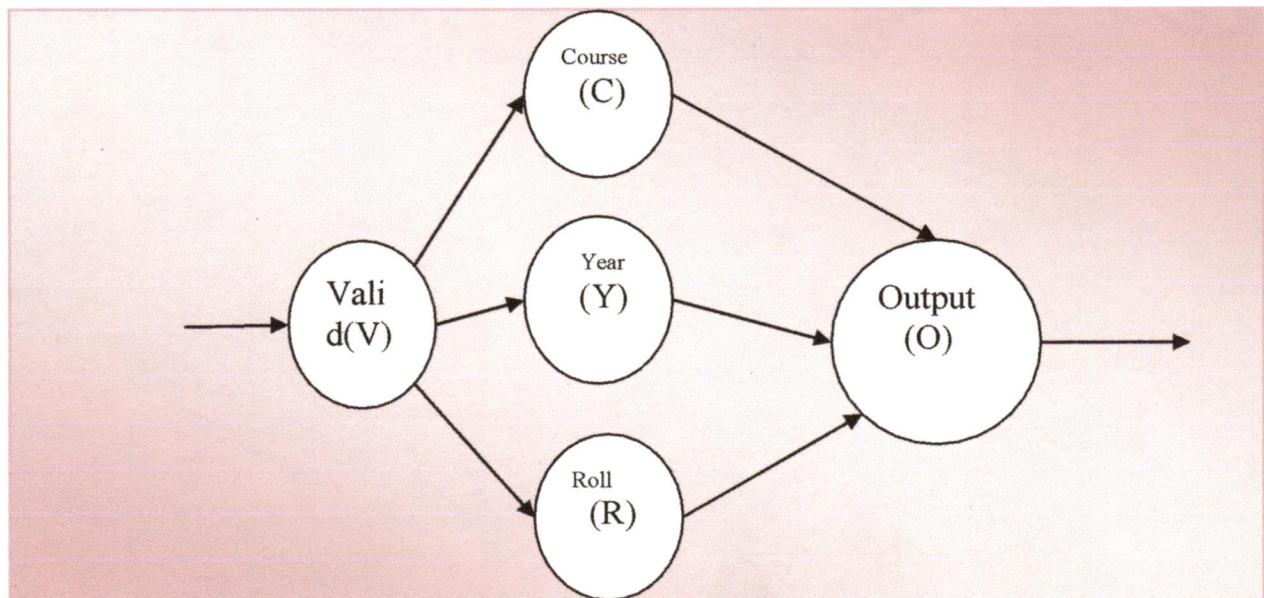 Course
(C)
Vali
d(V)
Year
(Y)
Output
(O)
Roll
(R)